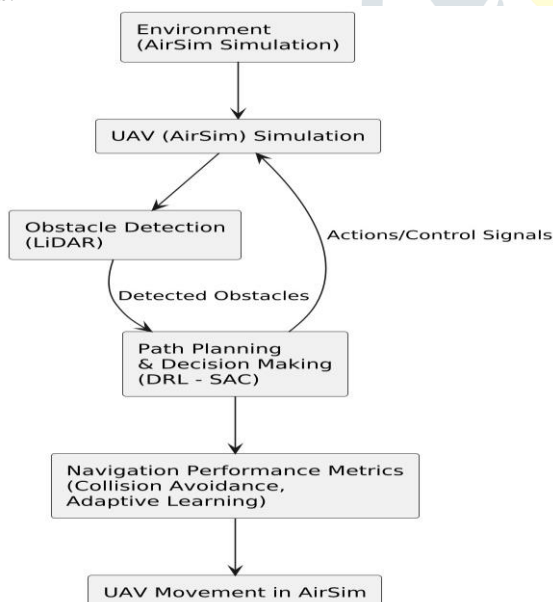 Environment
(AirSim Simulation)
UAV (AirSim) Simulation
Obstacle Detection
(LiDAR)
Actions/Control Signals
Detected Obstacles
Path Planning
& Decision Making
(DRL - SAC)
Navigation Performance Metrics
(Collision Avoidance,
Adaptive Learning)
UAV Movement in AirSim